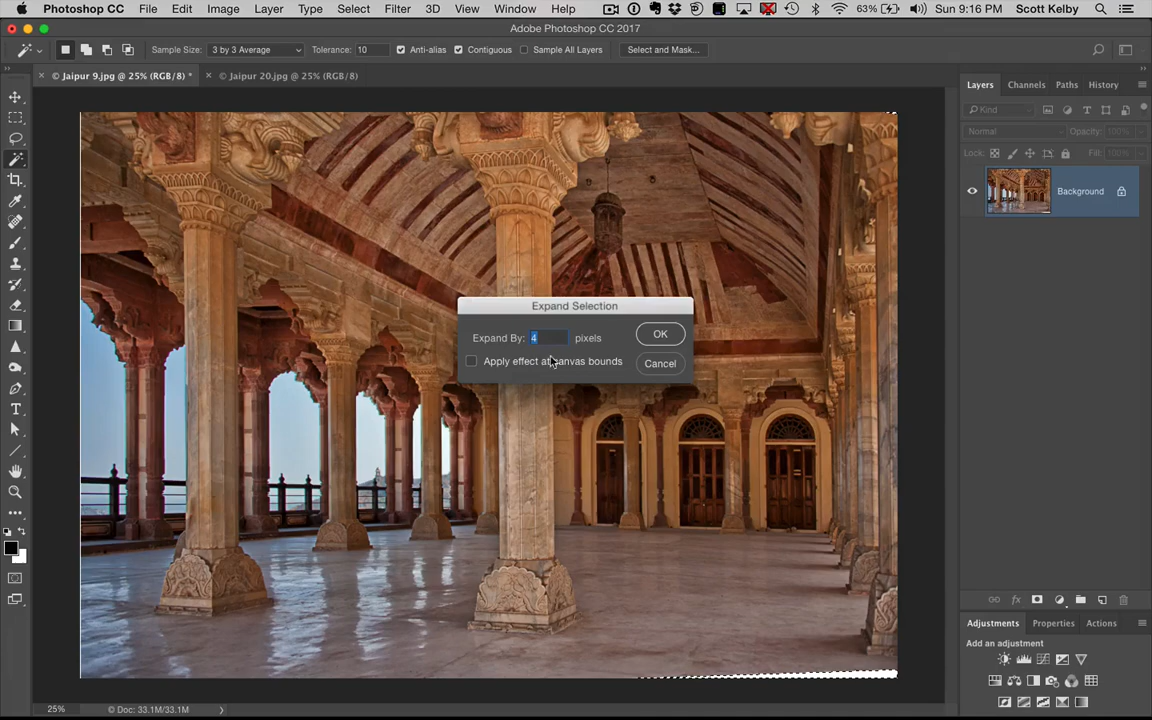 Photoshop CC File Edit Image Layer Type Select Filter 3D View Window Help 63% Sun 9:16 PM Scott Kelby
Adobe Photoshop CC 2017
Sample Size: 3 by 3 Average Tolerance: 10 Anti-alias Contiguous Sample All Layers Select and Mask...
© Jaipur 9.jpg @ 25% (RGB/8) * © Jaipur 20.jpg @ 25% (RGB/8)
Layers Channels Paths History
Kind
Normal Opacity: 100%
Lock: Fill: 100%
Background
Expand Selection
Expand By: 4 pixels OK
Apply effect at canvas bounds Cancel
Adjustments Properties Actions
Add an adjustment
25% Doc: 33.1M/33.1M